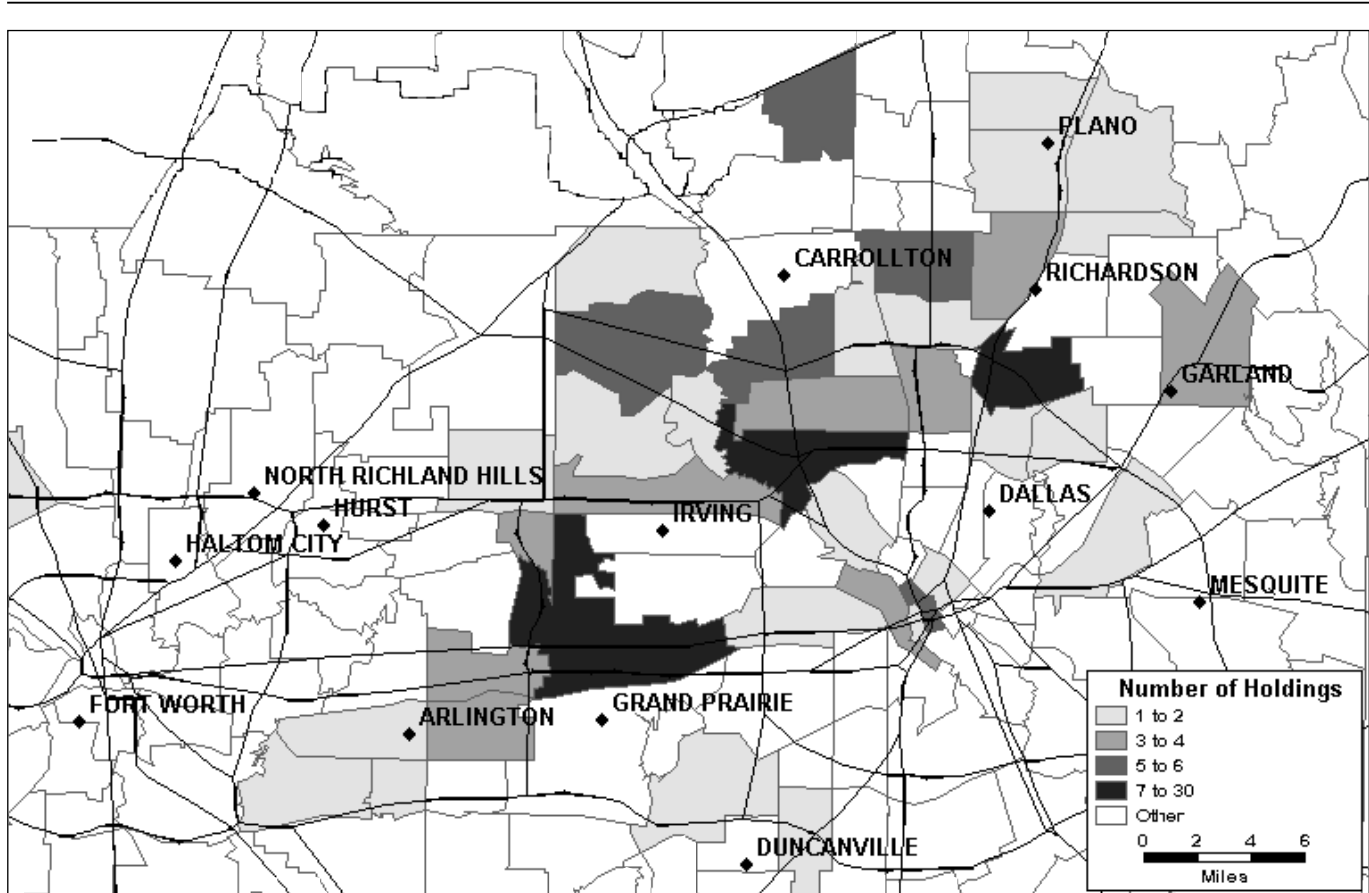 PLANO
CARROLLTON
RICHARDSON
GARLAND
NORTH RICHLAND HILLS
HURST
IRVING
DALLAS
HALTOM CITY
MESQUITE
FORT WORTH
ARLINGTON
GRAND PRAIRIE
DUNCANVILLE
Number of Holdings
1 to 2
3 to 4
5 to 6
7 to 30
Other
0 2 4 6
Miles